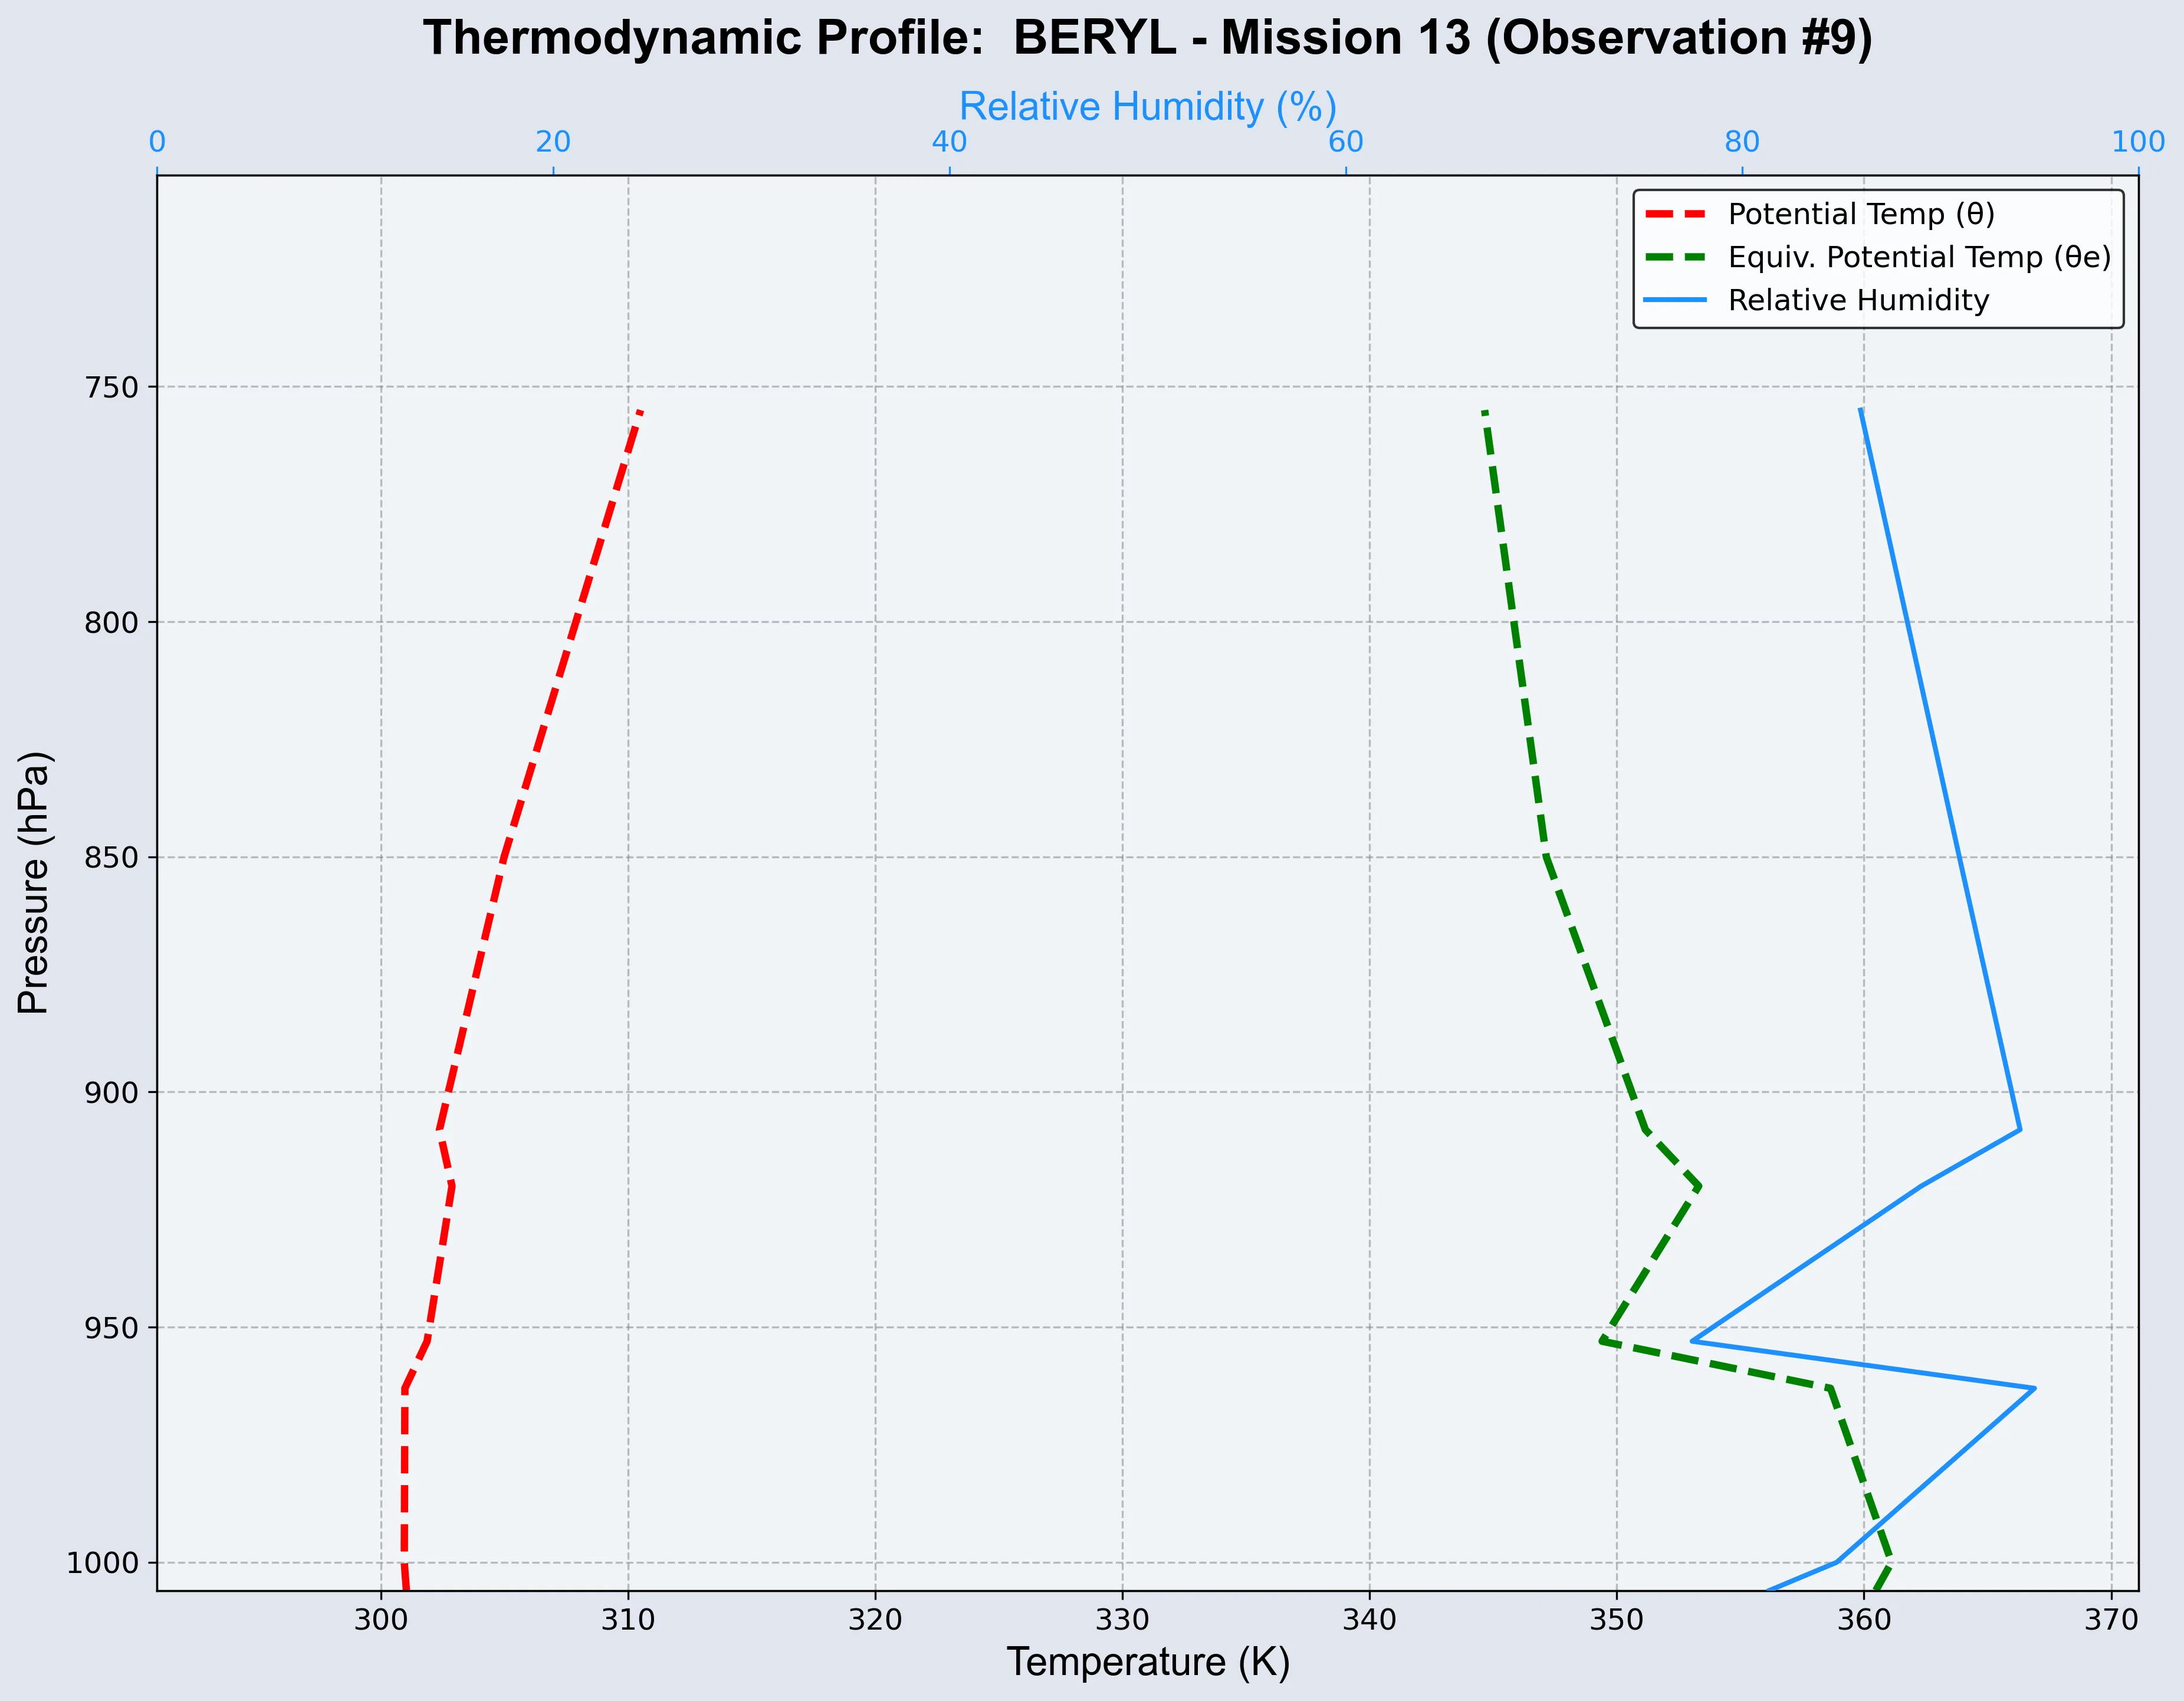 Thermodynamic Profile:  BERYL - Mission 13 (Observation #9)
Relative Humidity (%)
0 20 40 60 80 100
Potential Temp (θ)
Equiv. Potential Temp (θe)
Relative Humidity
Pressure (hPa)
750
800
850
900
950
1000
300 310 320 330 340 350 360 370
Temperature (K)